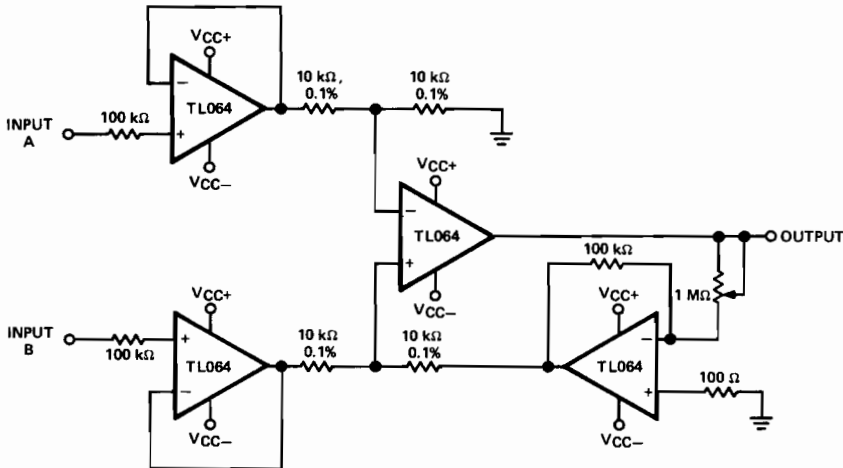 VCC+
10 kΩ,
0.1%
10 kΩ
0.1%
−
TL064
INPUT
A
100 kΩ
+
VCC−
VCC+
−
TL064
+
OUTPUT
100 kΩ
VCC−
1 MΩ
VCC+
VCC+
INPUT
B
100 kΩ
+
TL064
−
10 kΩ
0.1%
10 kΩ
0.1%
TL064
−
+
100 Ω
VCC−
VCC−